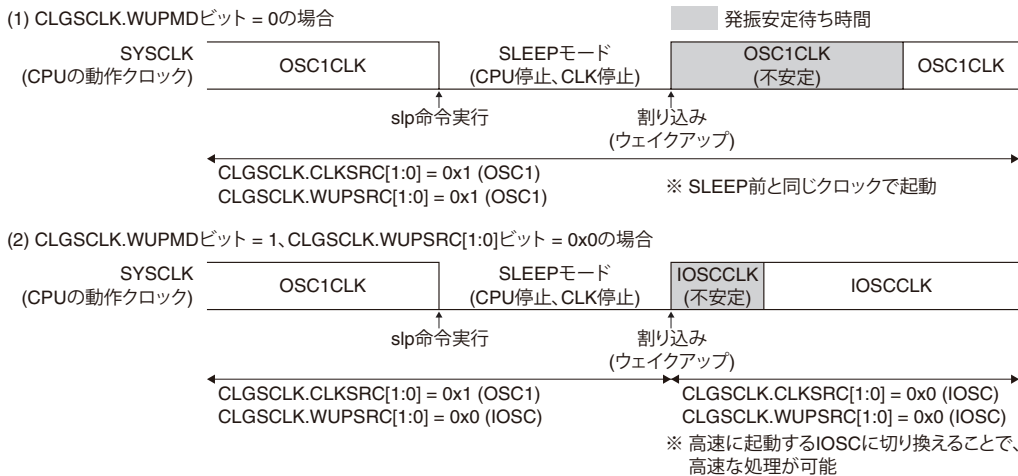 (1) CLGSCLK.WUPMDビット = 0の場合
発振安定待ち時間
SYSCLK
(CPUの動作クロック)
OSC1CLK
SLEEPモード
(CPU停止、CLK停止)
OSC1CLK
(不安定)
OSC1CLK
slp命令実行
割り込み
(ウェイクアップ)
CLGSCLK.CLKSRC[1:0] = 0x1 (OSC1)
CLGSCLK.WUPSRC[1:0] = 0x1 (OSC1)
※ SLEEP前と同じクロックで起動
(2) CLGSCLK.WUPMDビット = 1、CLGSCLK.WUPSRC[1:0]ビット = 0x0の場合
SYSCLK
(CPUの動作クロック)
OSC1CLK
SLEEPモード
(CPU停止、CLK停止)
IOSCCLK
(不安定)
IOSCCLK
slp命令実行
割り込み
(ウェイクアップ)
CLGSCLK.CLKSRC[1:0] = 0x1 (OSC1)
CLGSCLK.WUPSRC[1:0] = 0x0 (IOSC)
CLGSCLK.CLKSRC[1:0] = 0x0 (IOSC)
CLGSCLK.WUPSRC[1:0] = 0x0 (IOSC)
※ 高速に起動するIOSCに切り換えることで、
高速な処理が可能